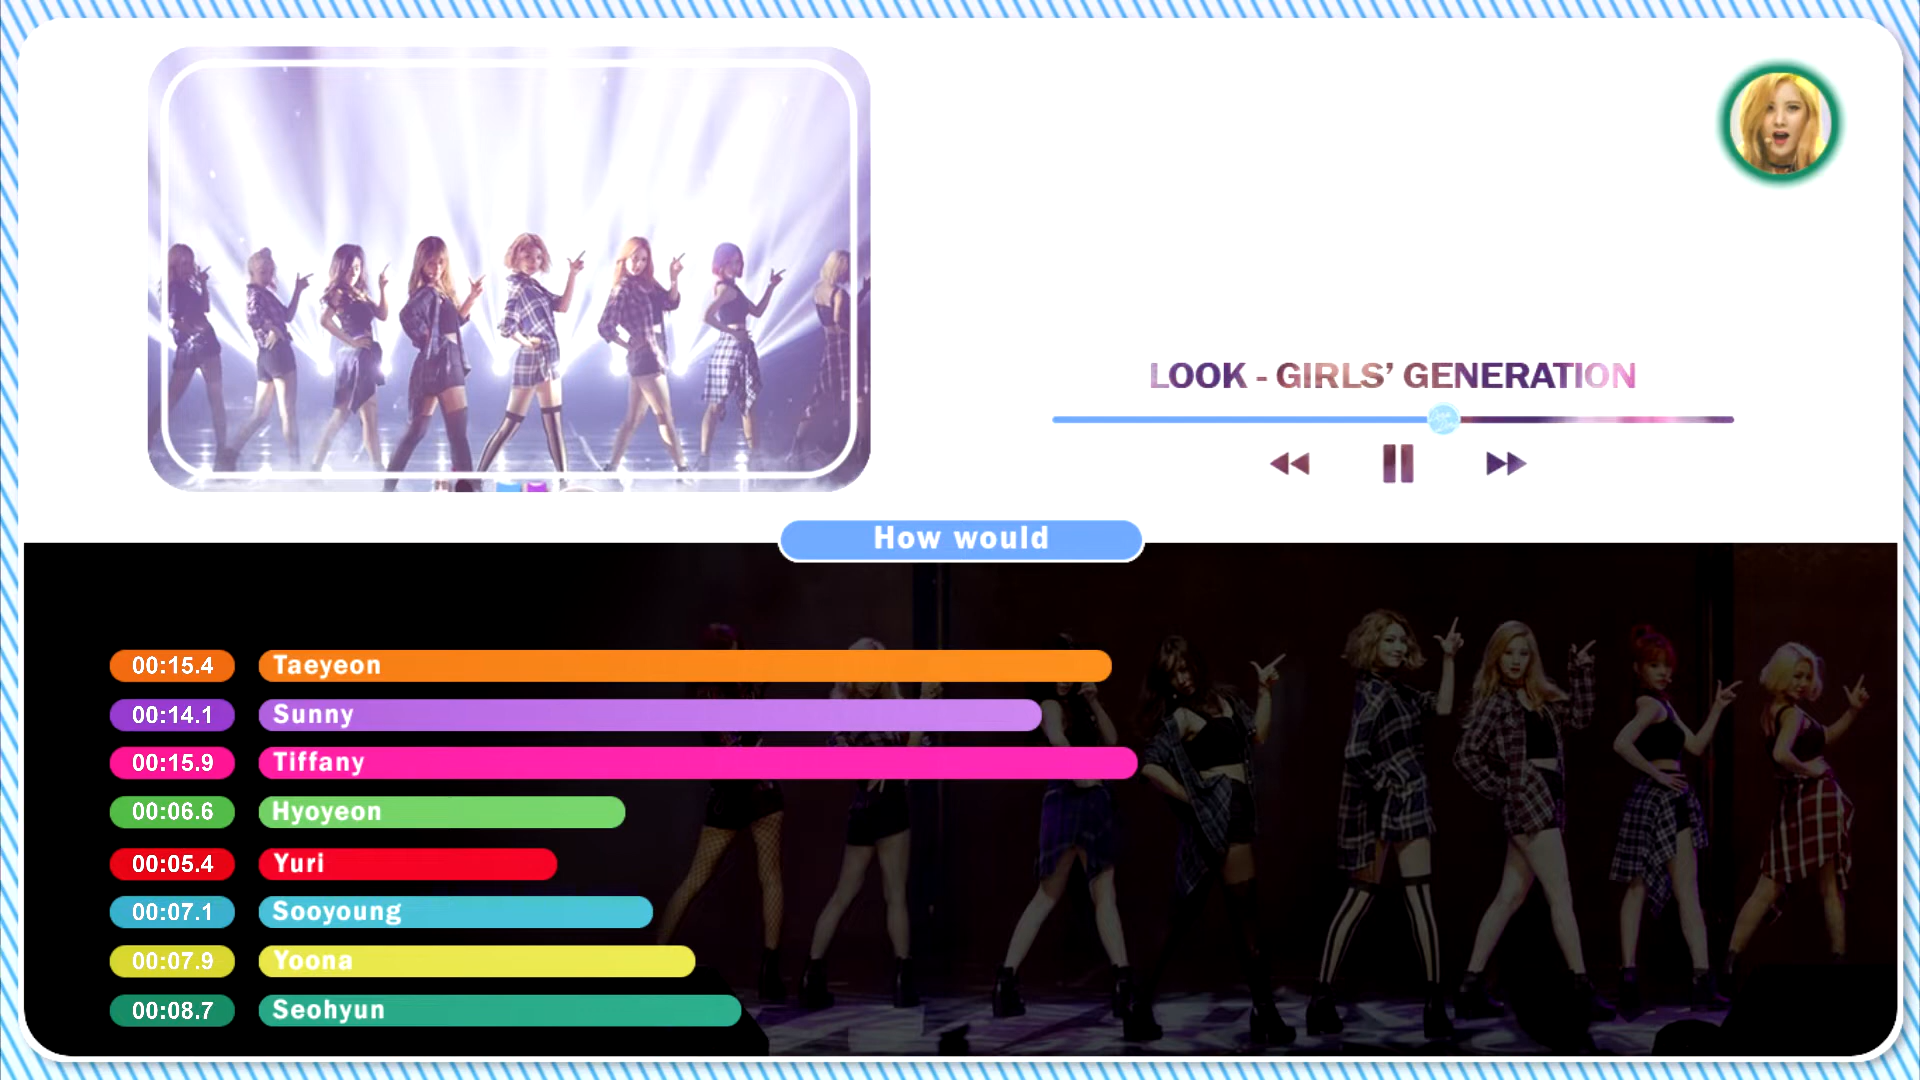 LOOK - GIRLS’ GENERATION
How would
00:15.4 Taeyeon
00:14.1 Sunny
00:15.9 Tiffany
00:06.6 Hyoyeon
00:05.4 Yuri
00:07.1 Sooyoung
00:07.9 Yoona
00:08.7 Seohyun